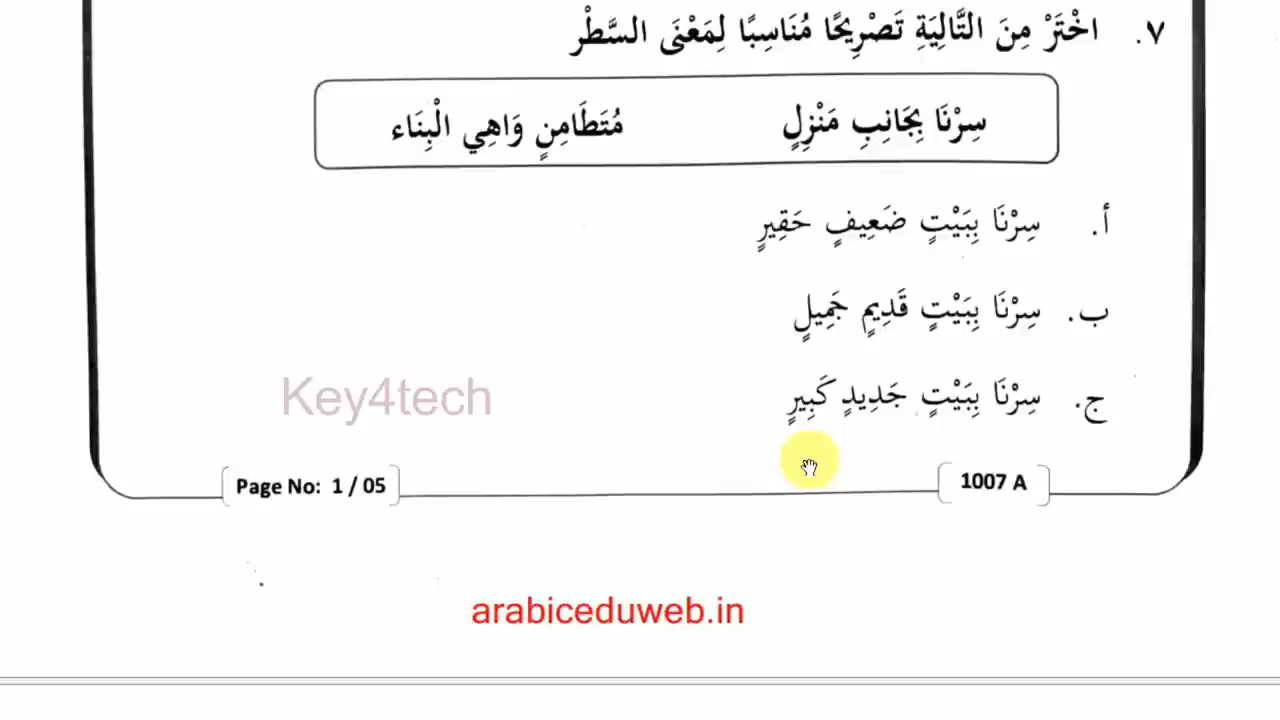 ٧. اخْتَرْ مِنَ التَّالِيَةِ تَصْرِيحًا مُنَاسِبًا لِمَعْنَى السَّطْر
سِرْنَا بِجَانِبِ مَنْزِلٍ مُتَطَامِنٍ وَاهِي الْبِنَاء
أ. سِرْنَا بِبَيْتٍ ضَعِيفٍ حَقِيرٍ
ب. سِرْنَا بِبَيْتٍ قَدِيمٍ جَمِيلٍ
ج. سِرْنَا بِبَيْتٍ جَدِيدٍ كَبِيرٍ
Key4tech
Page No: 1 / 05 1007 A
arabiceduweb.in